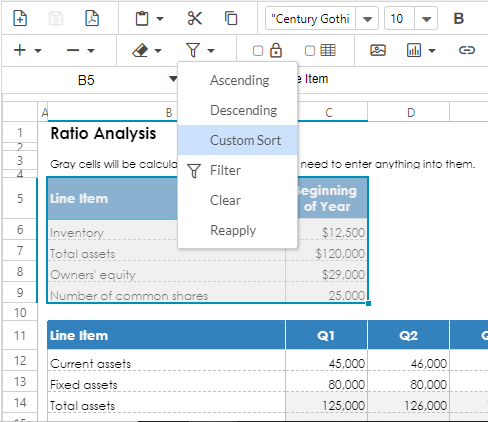 "Century Gothi 10 B
B5 e Item
Ascending
Descending
Custom Sort
Filter
Clear
Reapply
A B C D
1 Ratio Analysis
2
3 Gray cells will be calcula need to enter anything into them.
4
5 Line Item Beginning
of Year
6 Inventory $12,500
7 Total assets $120,000
8 Owners' equity $29,000
9 Number of common shares 25,000
10
11 Line Item Q1 Q2
12 Current assets 45,000 46,000
13 Fixed assets 80,000 80,000
14 Total assets 125,000 126,000